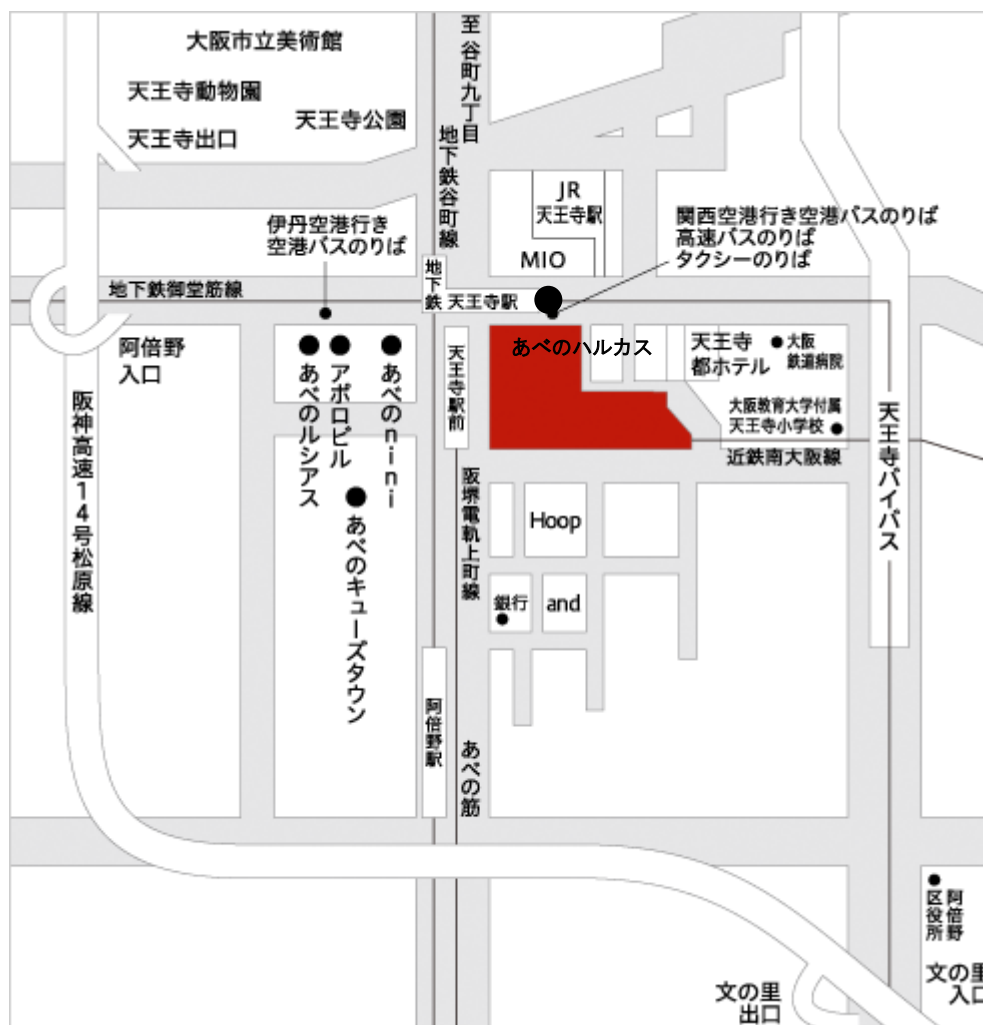 大阪市立美術館
天王寺動物園
天王寺公園
天王寺出口
至 谷町九丁目
地下鉄谷町線
JR
天王寺駅
MIO
伊丹空港行き
空港バスのりば
関西空港行き空港バスのりば
高速バスのりば
タクシーのりば
地下鉄御堂筋線
地下鉄 天王寺駅
阿倍野
入口
あべのルシアス
アポロビル
あべのnini
あべのキューズタウン
天王寺駅前
あべのハルカス
天王寺
都ホテル
大阪
鉄道病院
大阪教育大学付属
天王寺小学校
近鉄南大阪線
天王寺バイパス
阪神高速14号松原線
阪堺電軌上町線
Hoop
銀行
and
阿倍野駅
あべの筋
阿倍野
区役所
文の里
入口
文の里
出口